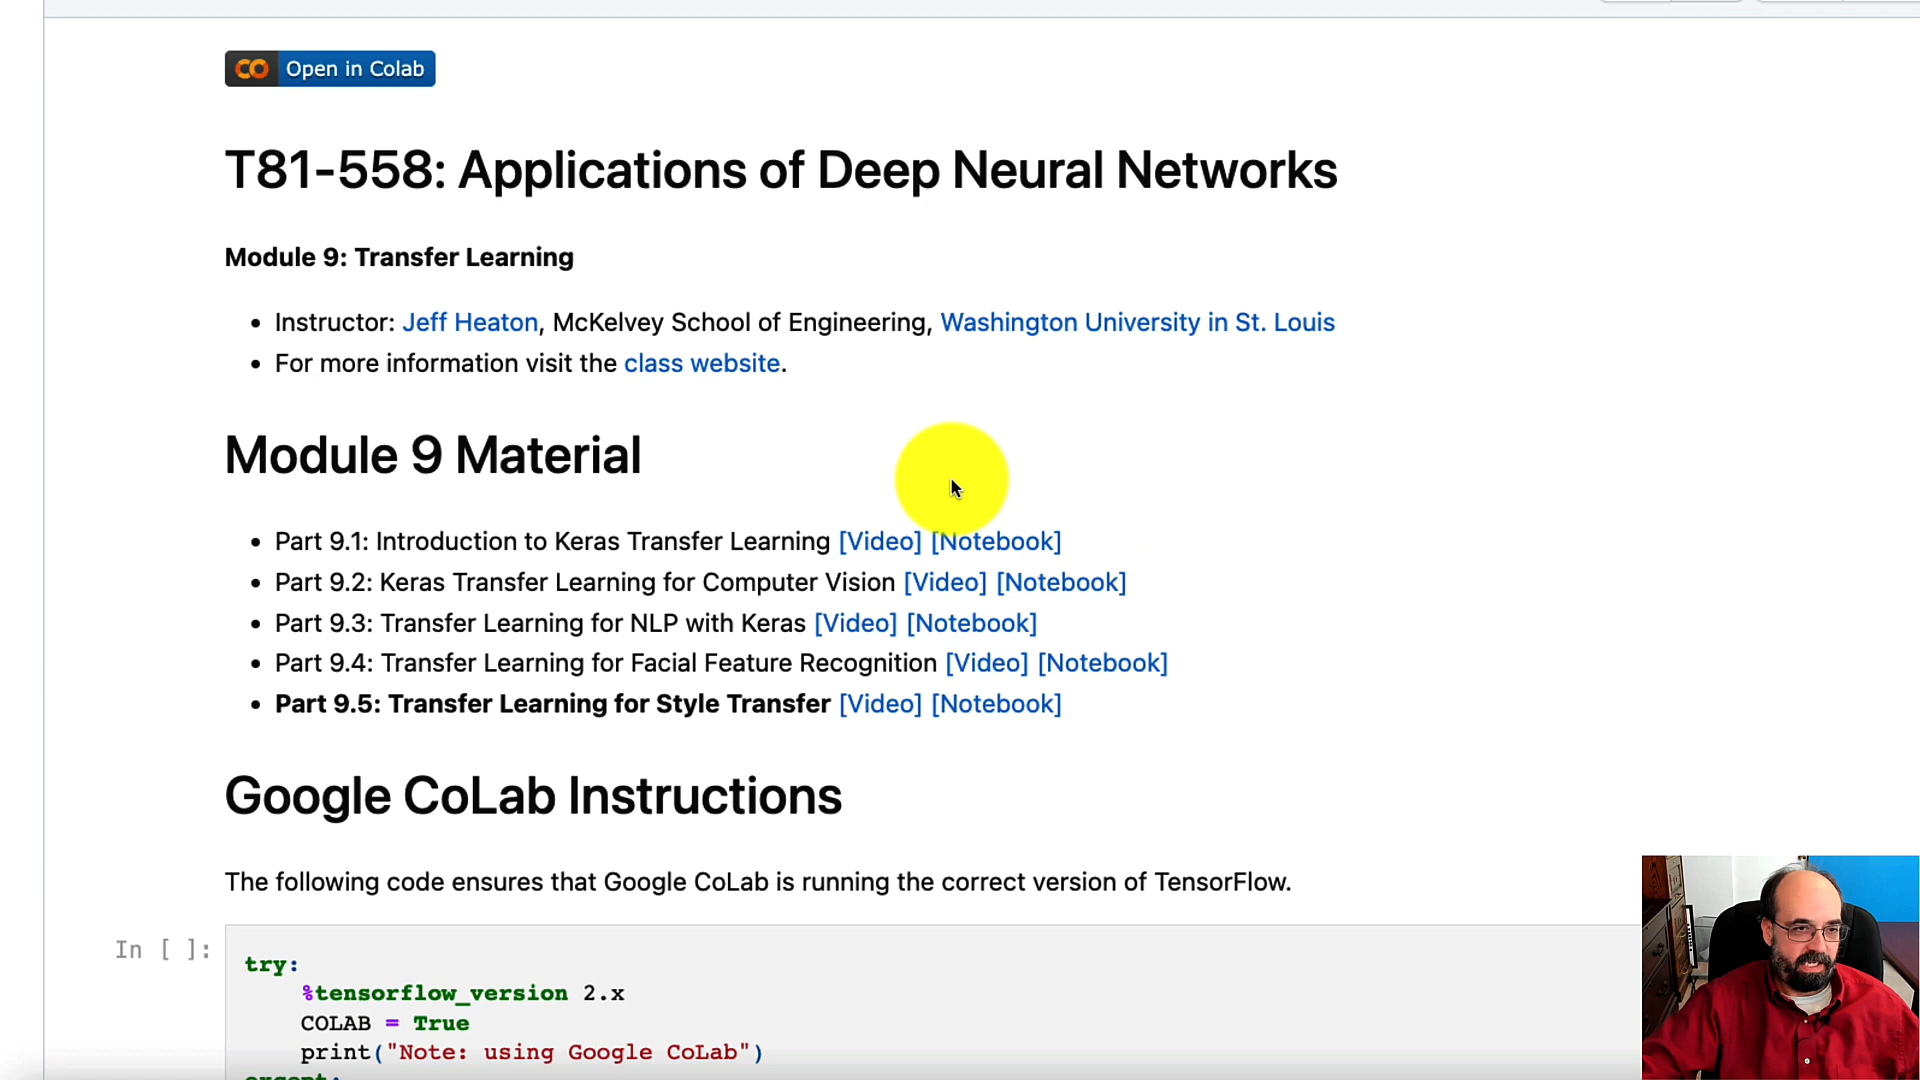 Open in Colab
T81-558: Applications of Deep Neural Networks
Module 9: Transfer Learning
• Instructor: Jeff Heaton, McKelvey School of Engineering, Washington University in St. Louis
• For more information visit the class website.
Module 9 Material
• Part 9.1: Introduction to Keras Transfer Learning [Video] [Notebook]
• Part 9.2: Keras Transfer Learning for Computer Vision [Video] [Notebook]
• Part 9.3: Transfer Learning for NLP with Keras [Video] [Notebook]
• Part 9.4: Transfer Learning for Facial Feature Recognition [Video] [Notebook]
• Part 9.5: Transfer Learning for Style Transfer [Video] [Notebook]
Google CoLab Instructions
The following code ensures that Google CoLab is running the correct version of TensorFlow.
In [ ]:
try:
    %tensorflow_version 2.x
    COLAB = True
    print("Note: using Google CoLab")
except: